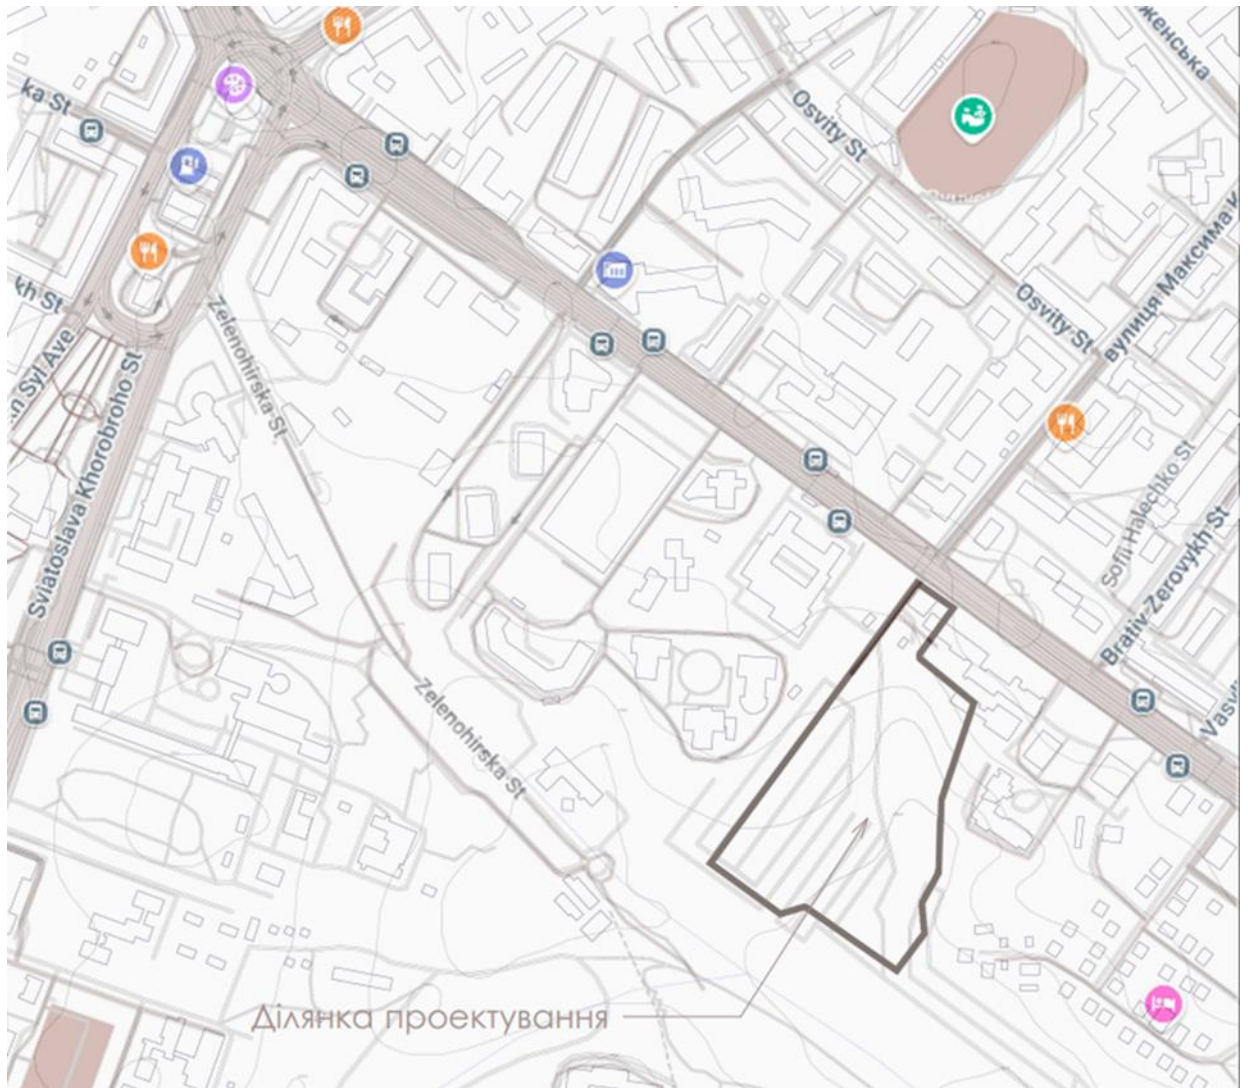 женська
ka St
Osvity St
вулиця Максима К
kh St
Zelenohirska St
Osvity St
n Syl Ave
Sviatoslava Khorobroho St
Sofii Halechko St
Brativ Zerovykh St
Zelenohirska St
Vasy
Ділянка проектування